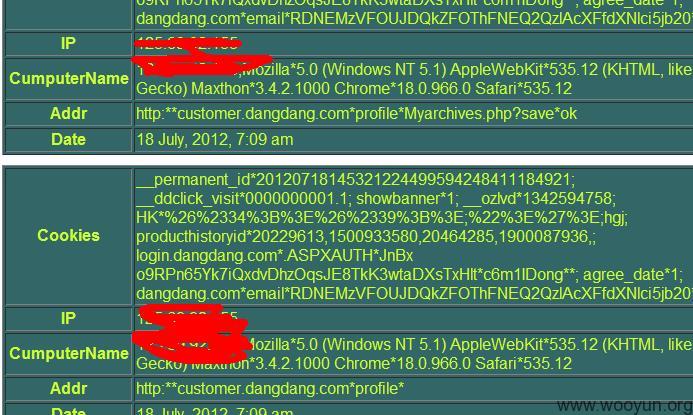 o9RPn65Yk7iQxdvDhzOqsJE8TkK3wtaDXsTxHlt*c6m1lDong**; agree_date*1;
dangdang.com*email*RDNEMzVFOUJDQkZFOThFNEQ2QzlAcXFfdXNlci5jb20
IP
CumputerName Mozilla*5.0 (Windows NT 5.1) AppleWebKit*535.12 (KHTML, like
Gecko) Maxthon*3.4.2.1000 Chrome*18.0.966.0 Safari*535.12
Addr http:**customer.dangdang.com*profile*Myarchives.php?save*ok
Date 18 July, 2012, 7:09 am
__permanent_id*20120718145321224499594248411184921;
__ddclick_visit*0000000001.1; showbanner*1; __ozlvd*1342594758;
HK*%26%2334%3B%3E%26%2339%3B%3E;%22%3E%27%3E;hgj;
producthistoryid*20229613,1500933580,20464285,1900087936,;
Cookies login.dangdang.com*.ASPXAUTH*JnBx
o9RPn65Yk7iQxdvDhzOqsJE8TkK3wtaDXsTxHlt*c6m1lDong**; agree_date*1;
dangdang.com*email*RDNEMzVFOUJDQkZFOThFNEQ2QzlAcXFfdXNlci5jb20
IP
CumputerName Mozilla*5.0 (Windows NT 5.1) AppleWebKit*535.12 (KHTML, like
Gecko) Maxthon*3.4.2.1000 Chrome*18.0.966.0 Safari*535.12
Addr http:**customer.dangdang.com*profile*
Date 18 July, 2012, 7:09 am
www.wooyun.org